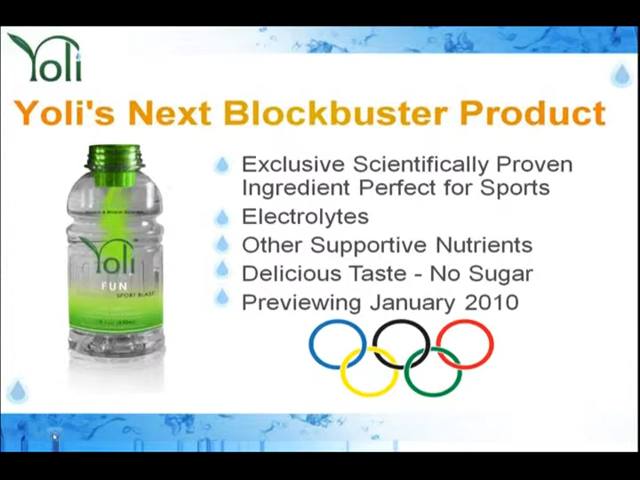 Yoli
Yoli's Next Blockbuster Product
Exclusive Scientifically Proven
Ingredient Perfect for Sports
Electrolytes
Other Supportive Nutrients
Delicious Taste - No Sugar
Previewing January 2010
Yoli
FUN
SPORT BLAST